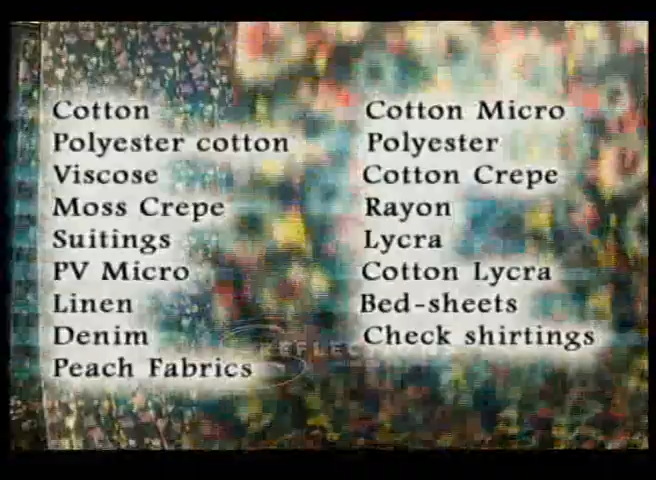 Cotton
Polyester cotton
Viscose
Moss Crepe
Suitings
PV Micro
Linen
Denim
Peach Fabrics
Cotton Micro
Polyester
Cotton Crepe
Rayon
Lycra
Cotton Lycra
Bed-sheets
Check shirtings